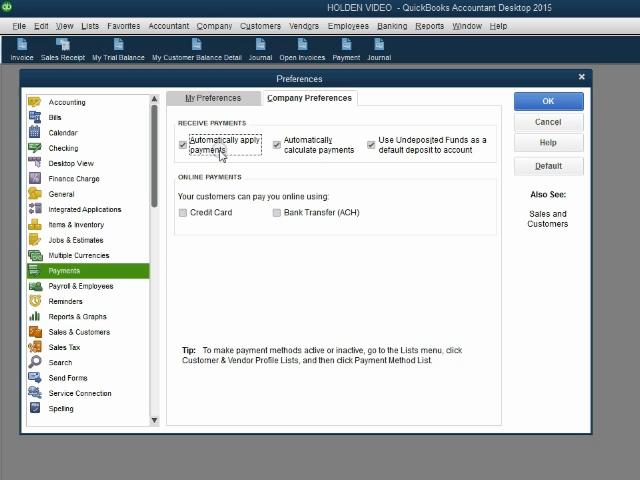 HOLDEN VIDEO - QuickBooks Accountant Desktop 2015
File Edit View Lists Favorites Accountant Company Customers Vendors Employees Banking Reports Window Help
Invoice Sales Receipt My Trial Balance My Customer Balance Detail Journal Open Invoices Payment Journal
Preferences
My Preferences Company Preferences
Accounting
Bills
Calendar
Checking
Desktop View
Finance Charge
General
Integrated Applications
Items & Inventory
Jobs & Estimates
Multiple Currencies
Payments
Payroll & Employees
Reminders
Reports & Graphs
Sales & Customers
Sales Tax
Search
Send Forms
Service Connection
Spelling
RECEIVE PAYMENTS
Automatically apply
payments
Automatically
calculate payments
Use Undeposited Funds as a
default deposit to account
ONLINE PAYMENTS
Your customers can pay you online using:
Credit Card Bank Transfer (ACH)
Tip: To make payment methods active or inactive, go to the Lists menu, click
Customer & Vendor Profile Lists, and then click Payment Method List.
OK
Cancel
Help
Default
Also See:
Sales and
Customers